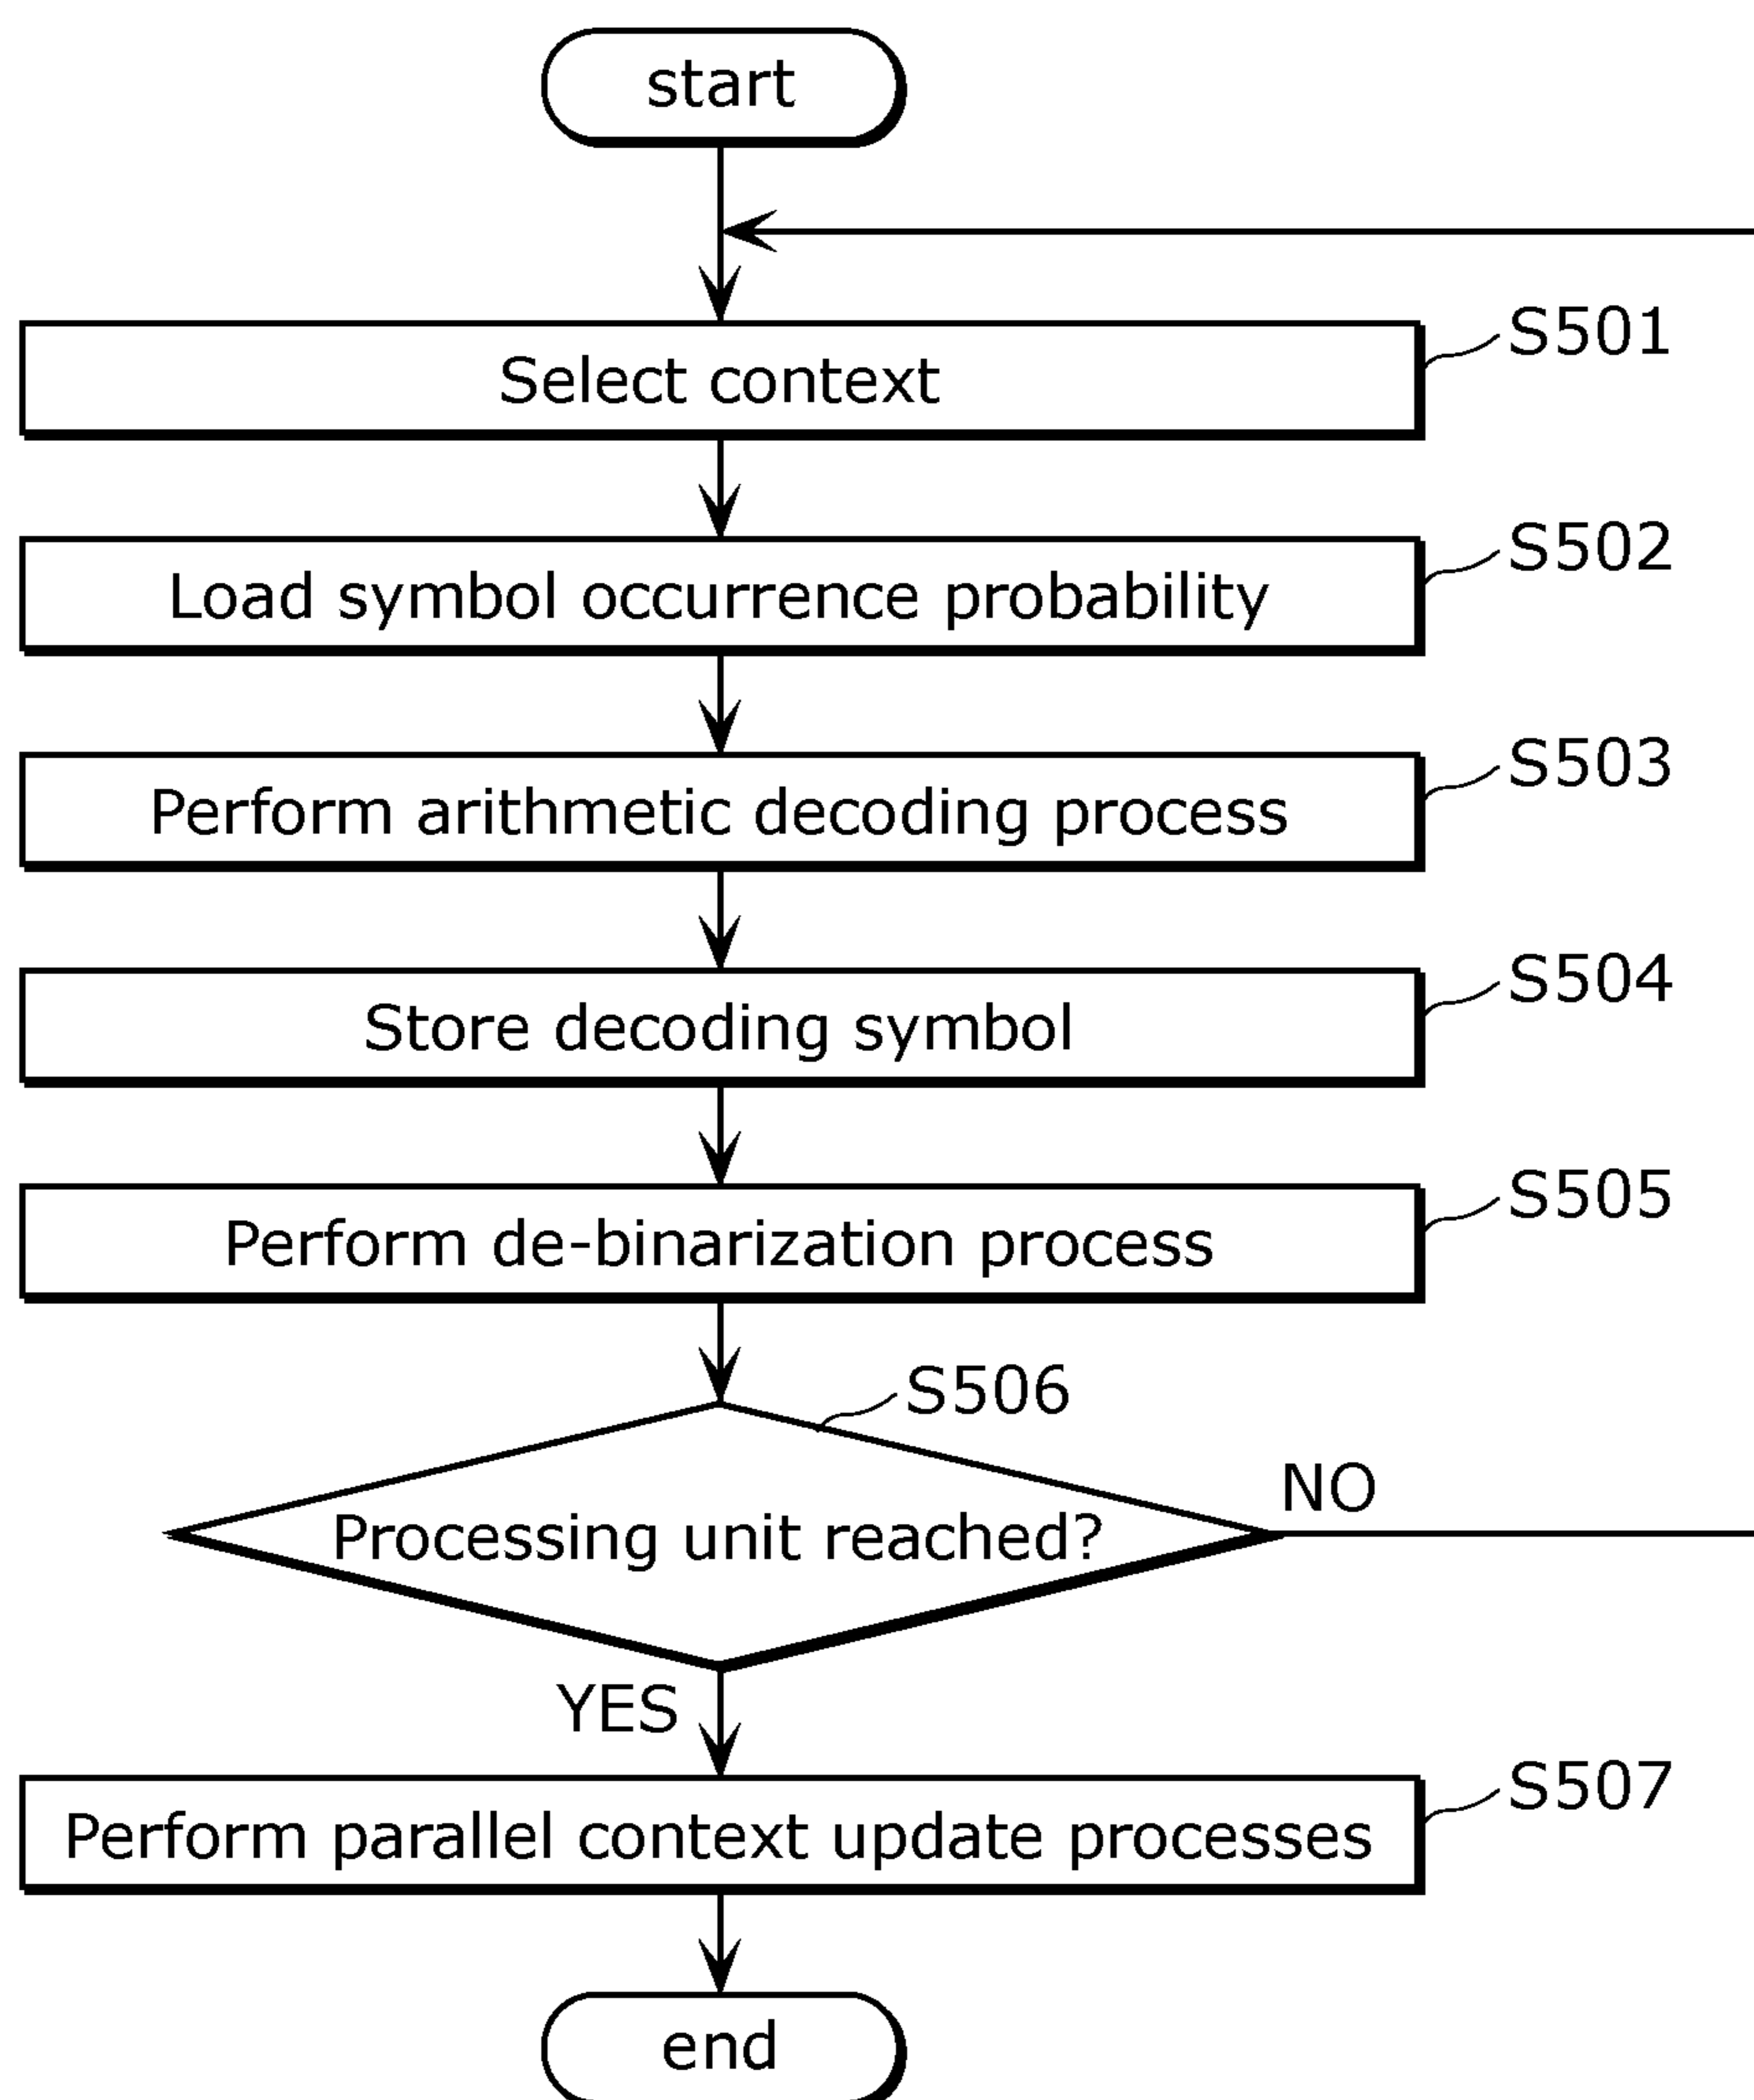 start
S501
Select context
S502
Load symbol occurrence probability
S503
Perform arithmetic decoding process
S504
Store decoding symbol
S505
Perform de-binarization process
S506
NO
Processing unit reached?
YES
S507
Perform parallel context update processes
end